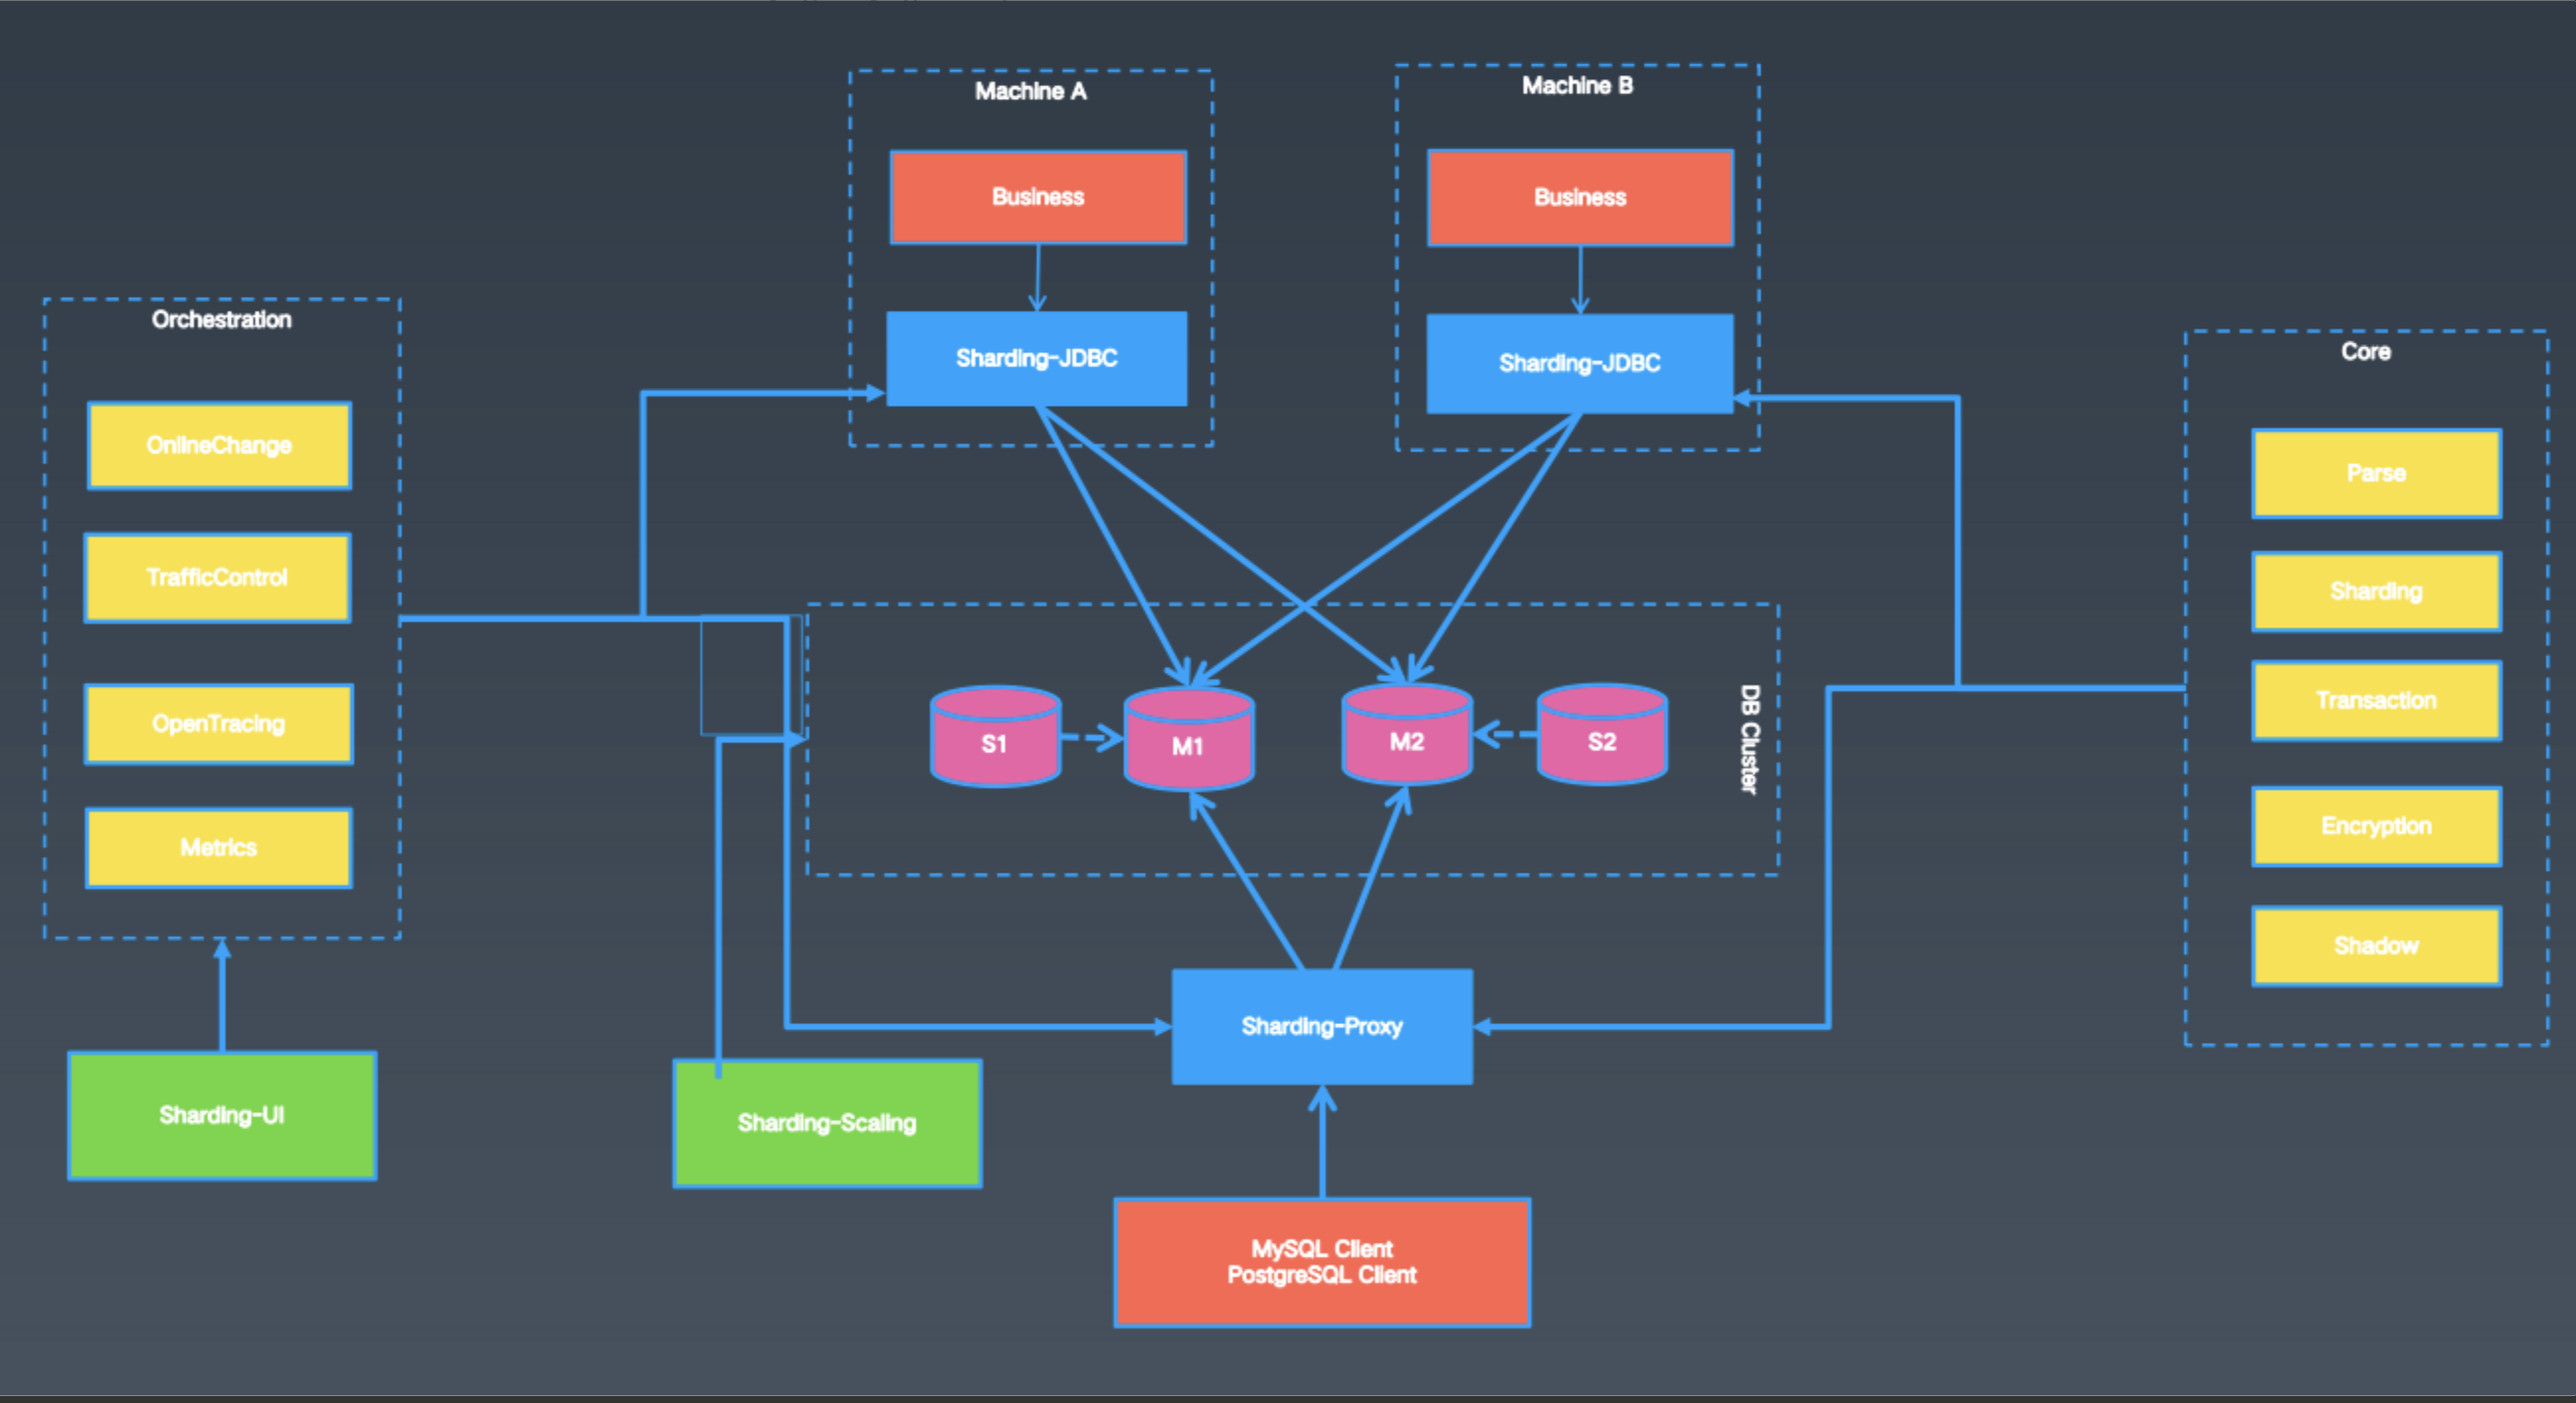 Machine A
Business
Sharding-JDBC
Machine B
Business
Sharding-JDBC
Orchestration
OnlineChange
TrafficControl
OpenTracing
Metrics
Sharding-UI
Sharding-Scaling
S1
M1
M2
S2
DB Cluster
Sharding-Proxy
MySQL Client
PostgreSQL Client
Core
Parse
Sharding
Transaction
Encryption
Shadow